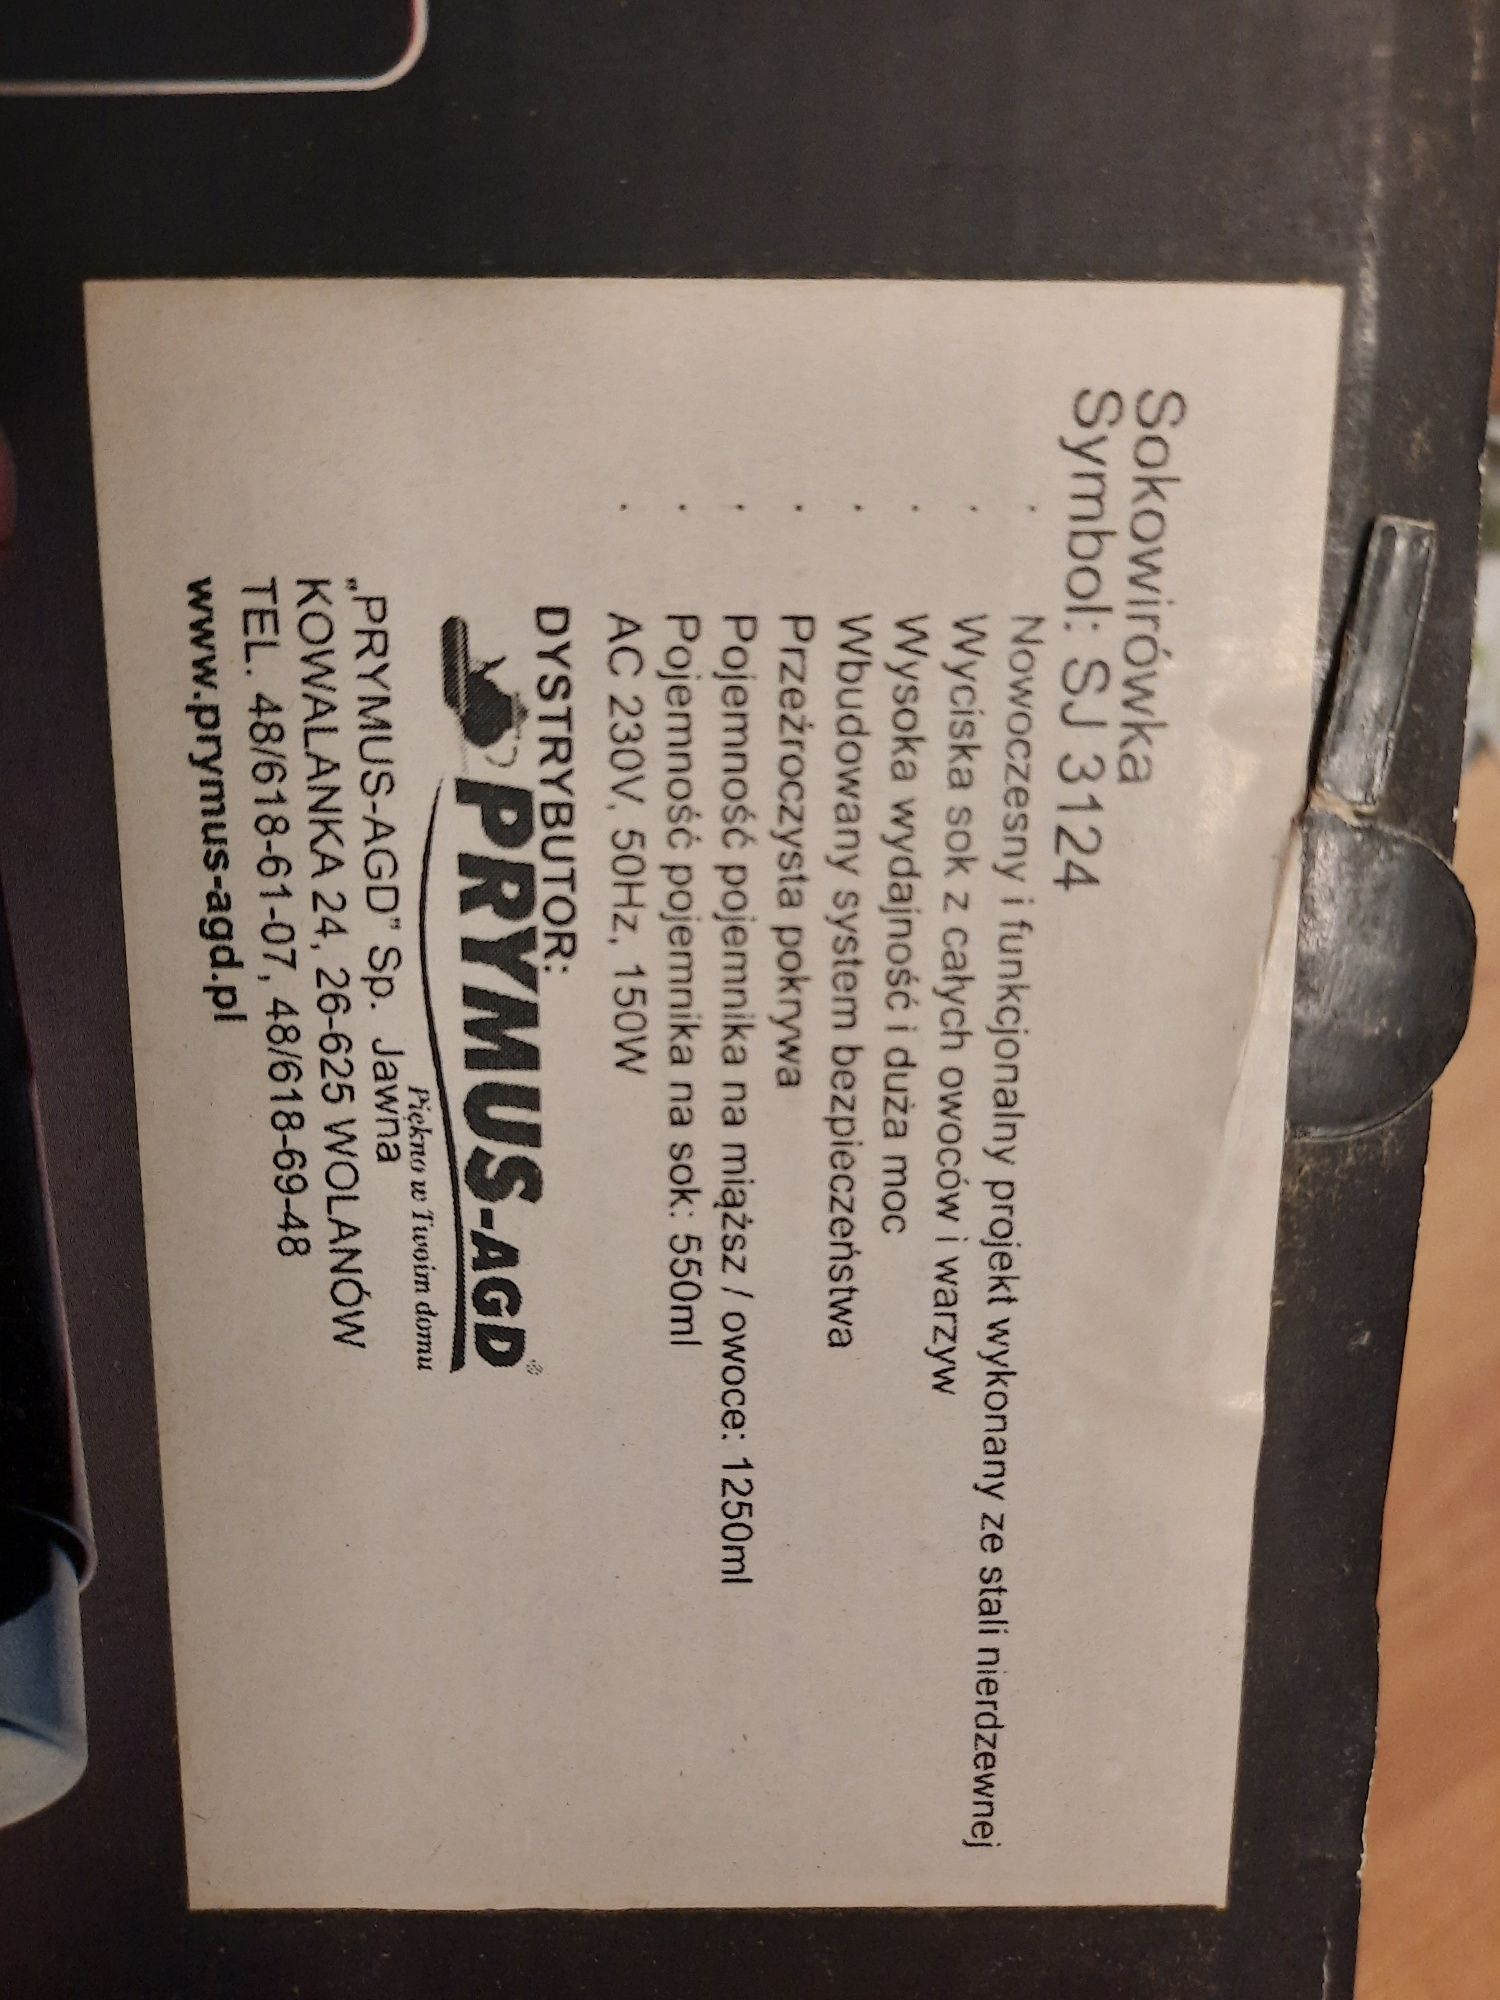 Sokowirówka
Symbol: SJ 3124
· Nowoczesny i funkcjonalny projekt wykonany ze stali nierdzewnej
· Wyciska sok z całych owoców i warzyw
· Wysoka wydajność i duża moc
· Wbudowany system bezpieczeństwa
· Przeźroczysta pokrywa
· Pojemność pojemnika na miąższ / owoce: 1250ml
· Pojemność pojemnika na sok: 550ml
· AC 230V, 50Hz, 150W
DYSTRYBUTOR:
PRYMUS-AGD®
Piękno w Twoim domu
„PRYMUS-AGD” Sp. Jawna
KOWALANKA 24, 26-625 WOLANÓW
TEL. 48/618-61-07, 48/618-69-48
www.prymus-agd.pl